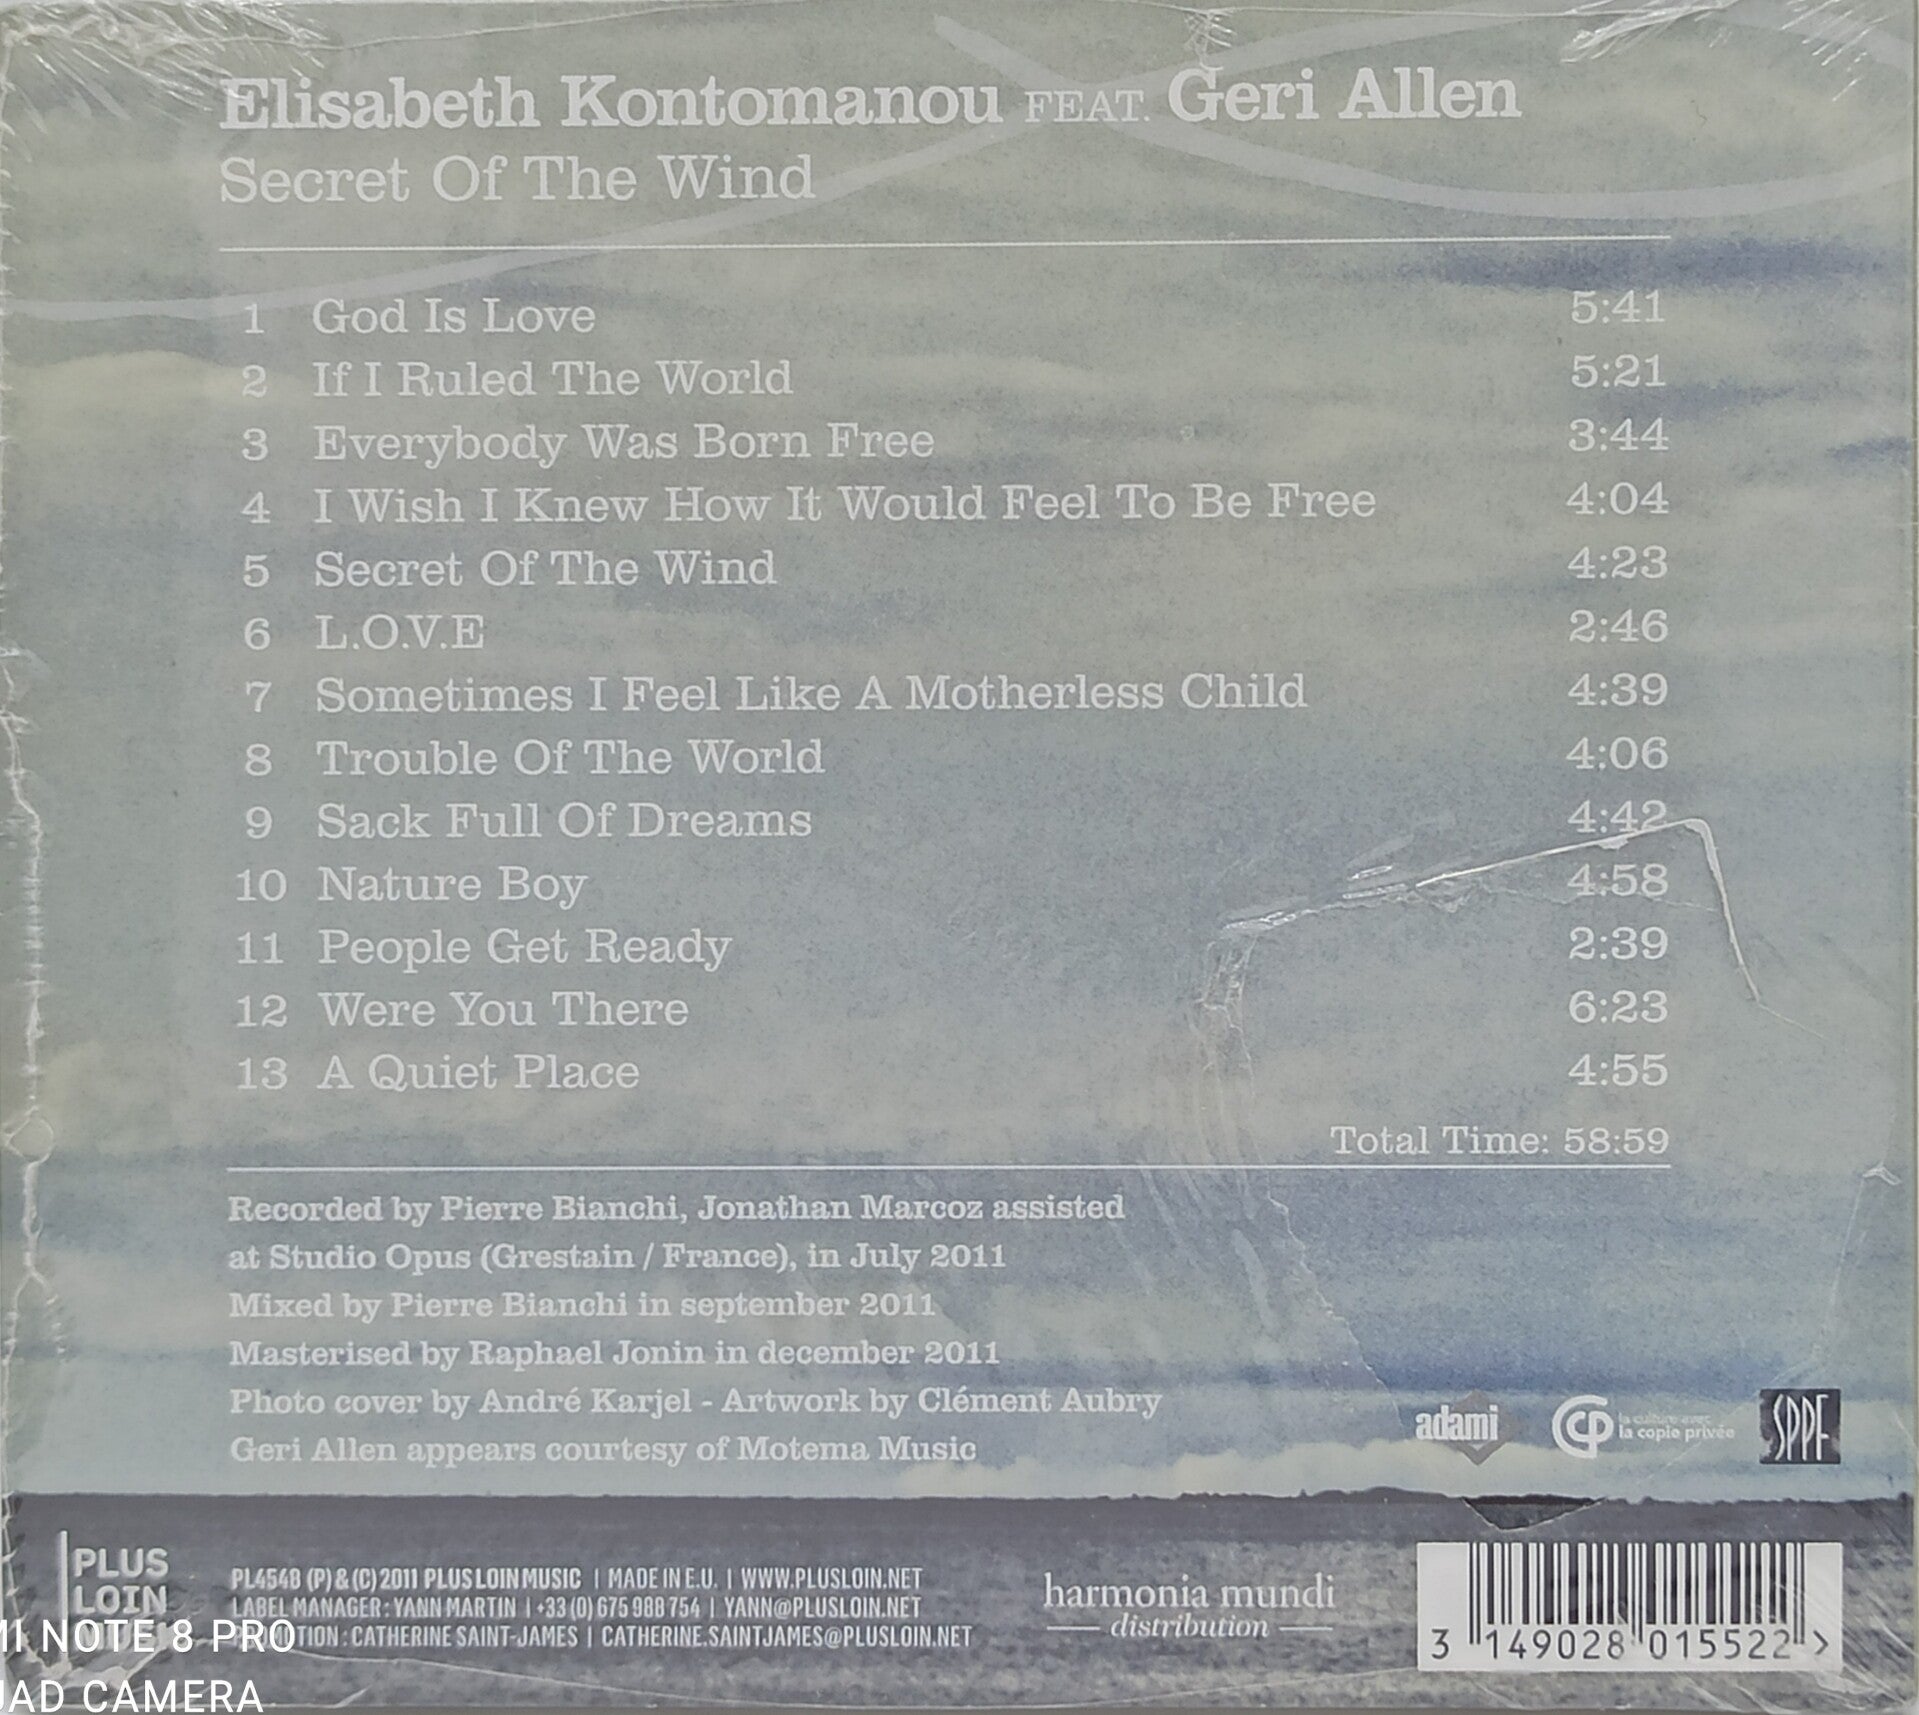 Elisabeth Kontomanou FEAT. Geri Allen
Secret Of The Wind
1 God Is Love 5:41
2 If I Ruled The World 5:21
3 Everybody Was Born Free 3:44
4 I Wish I Knew How It Would Feel To Be Free 4:04
5 Secret Of The Wind 4:23
6 L.O.V.E 2:46
7 Sometimes I Feel Like A Motherless Child 4:39
8 Trouble Of The World 4:06
9 Sack Full Of Dreams 4:42
10 Nature Boy 4:58
11 People Get Ready 2:39
12 Were You There 6:23
13 A Quiet Place 4:55
Total Time: 58:59
Recorded by Pierre Bianchi, Jonathan Marcoz assisted
at Studio Opus (Grestain / France), in July 2011
Mixed by Pierre Bianchi in september 2011
Masterised by Raphael Jonin in december 2011
Photo cover by André Karjel - Artwork by Clément Aubry
Geri Allen appears courtesy of Motema Music
adami
la culture avec
la copie privée
SPPF
PLUS
LOIN
PL4548 (P) & (C) 2011 PLUS LOIN MUSIC | MADE IN E.U. | WWW.PLUSLOIN.NET
LABEL MANAGER : YANN MARTIN | +33 (0) 675 988 754 | YANN@PLUSLOIN.NET
CATHERINE SAINT-JAMES | CATHERINE.SAINTJAMES@PLUSLOIN.NET
harmonia mundi
distribution
3 149028 015522 >
MI NOTE 8 PRO
CAMERA